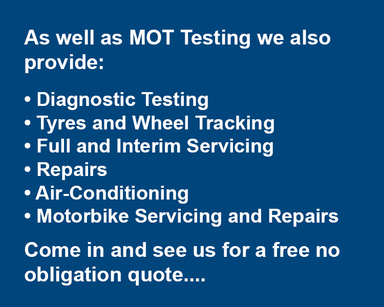 As well as MOT Testing we also
provide:
• Diagnostic Testing
• Tyres and Wheel Tracking
• Full and Interim Servicing
• Repairs
• Air-Conditioning
• Motorbike Servicing and Repairs
Come in and see us for a free no
obligation quote....